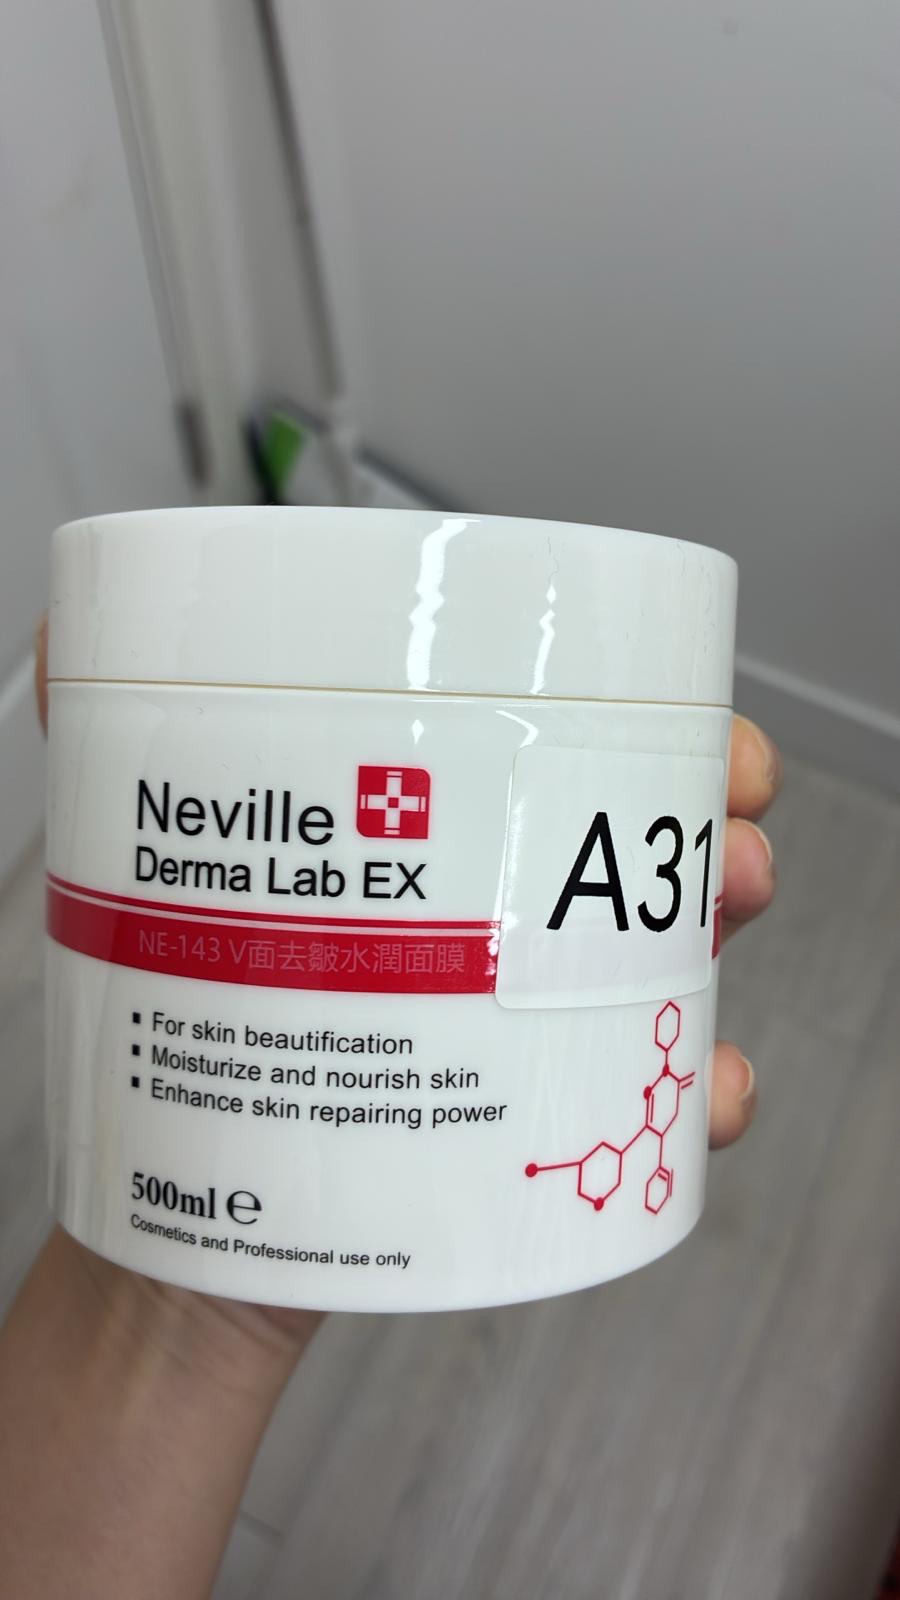 Neville
Derma Lab EX
A31
NE-143 V面去皺水潤面膜
▪ For skin beautification
▪ Moisturize and nourish skin
▪ Enhance skin repairing power
500ml ℮
Cosmetics and Professional use only